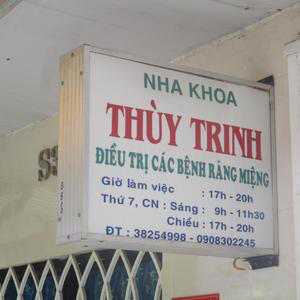 NHA KHOA
THÙY TRINH
ĐIỀU TRỊ CÁC BỆNH RĂNG MIỆNG
Giờ làm việc : 17h - 20h
Thứ 7, CN : Sáng : 9h - 11h30
Chiều : 17h - 20h
ĐT : 38254998 - 0908302245